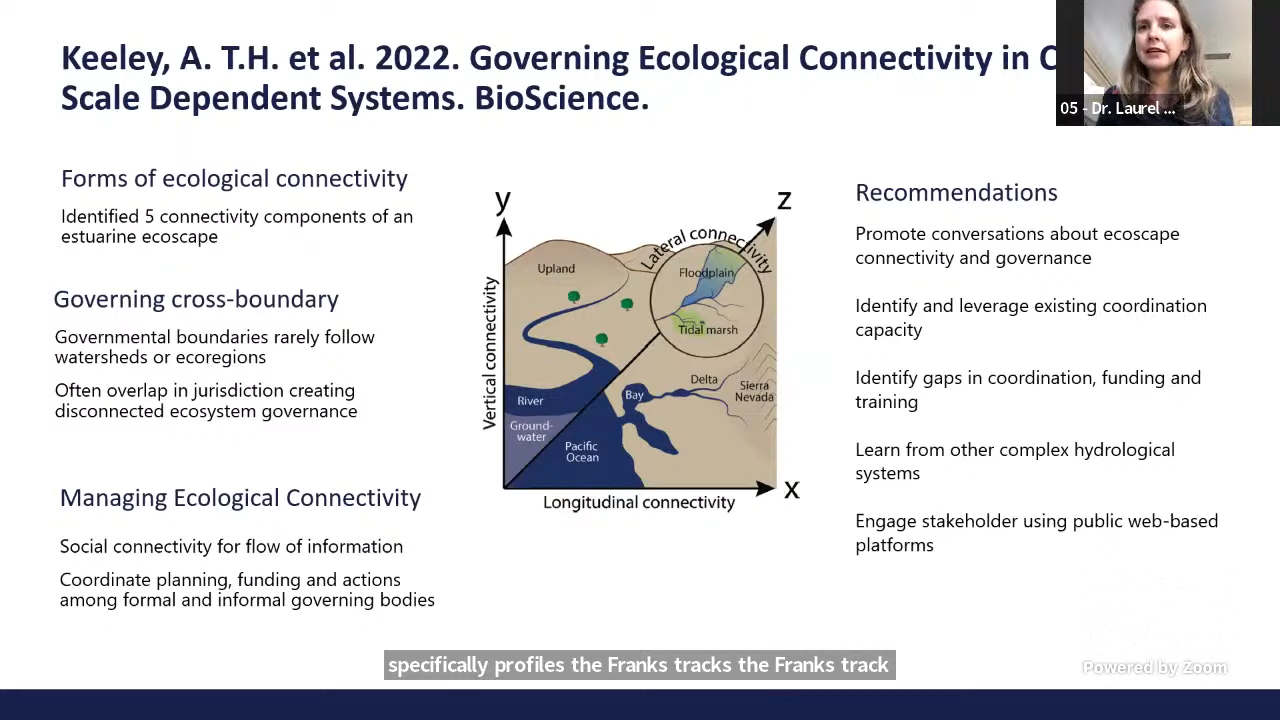 Keeley, A. T.H. et al. 2022. Governing Ecological Connectivity in C
Scale Dependent Systems. BioScience.
05 - Dr. Laurel ...
Forms of ecological connectivity
Identified 5 connectivity components of an
estuarine ecoscape
Governing cross-boundary
Governmental boundaries rarely follow
watersheds or ecoregions
Often overlap in jurisdiction creating
disconnected ecosystem governance
Managing Ecological Connectivity
Social connectivity for flow of information
Coordinate planning, funding and actions
among formal and informal governing bodies
y
z
Lateral connectivity
Upland
Floodplain
Tidal marsh
Vertical connectivity
River
Ground-
water
Pacific
Ocean
Bay
Delta
Sierra
Nevada
x
Longitudinal connectivity
Recommendations
Promote conversations about ecoscape
connectivity and governance
Identify and leverage existing coordination
capacity
Identify gaps in coordination, funding and
training
Learn from other complex hydrological
systems
Engage stakeholder using public web-based
platforms
specifically profiles the Franks tracks the Franks track
Powered by Zoom